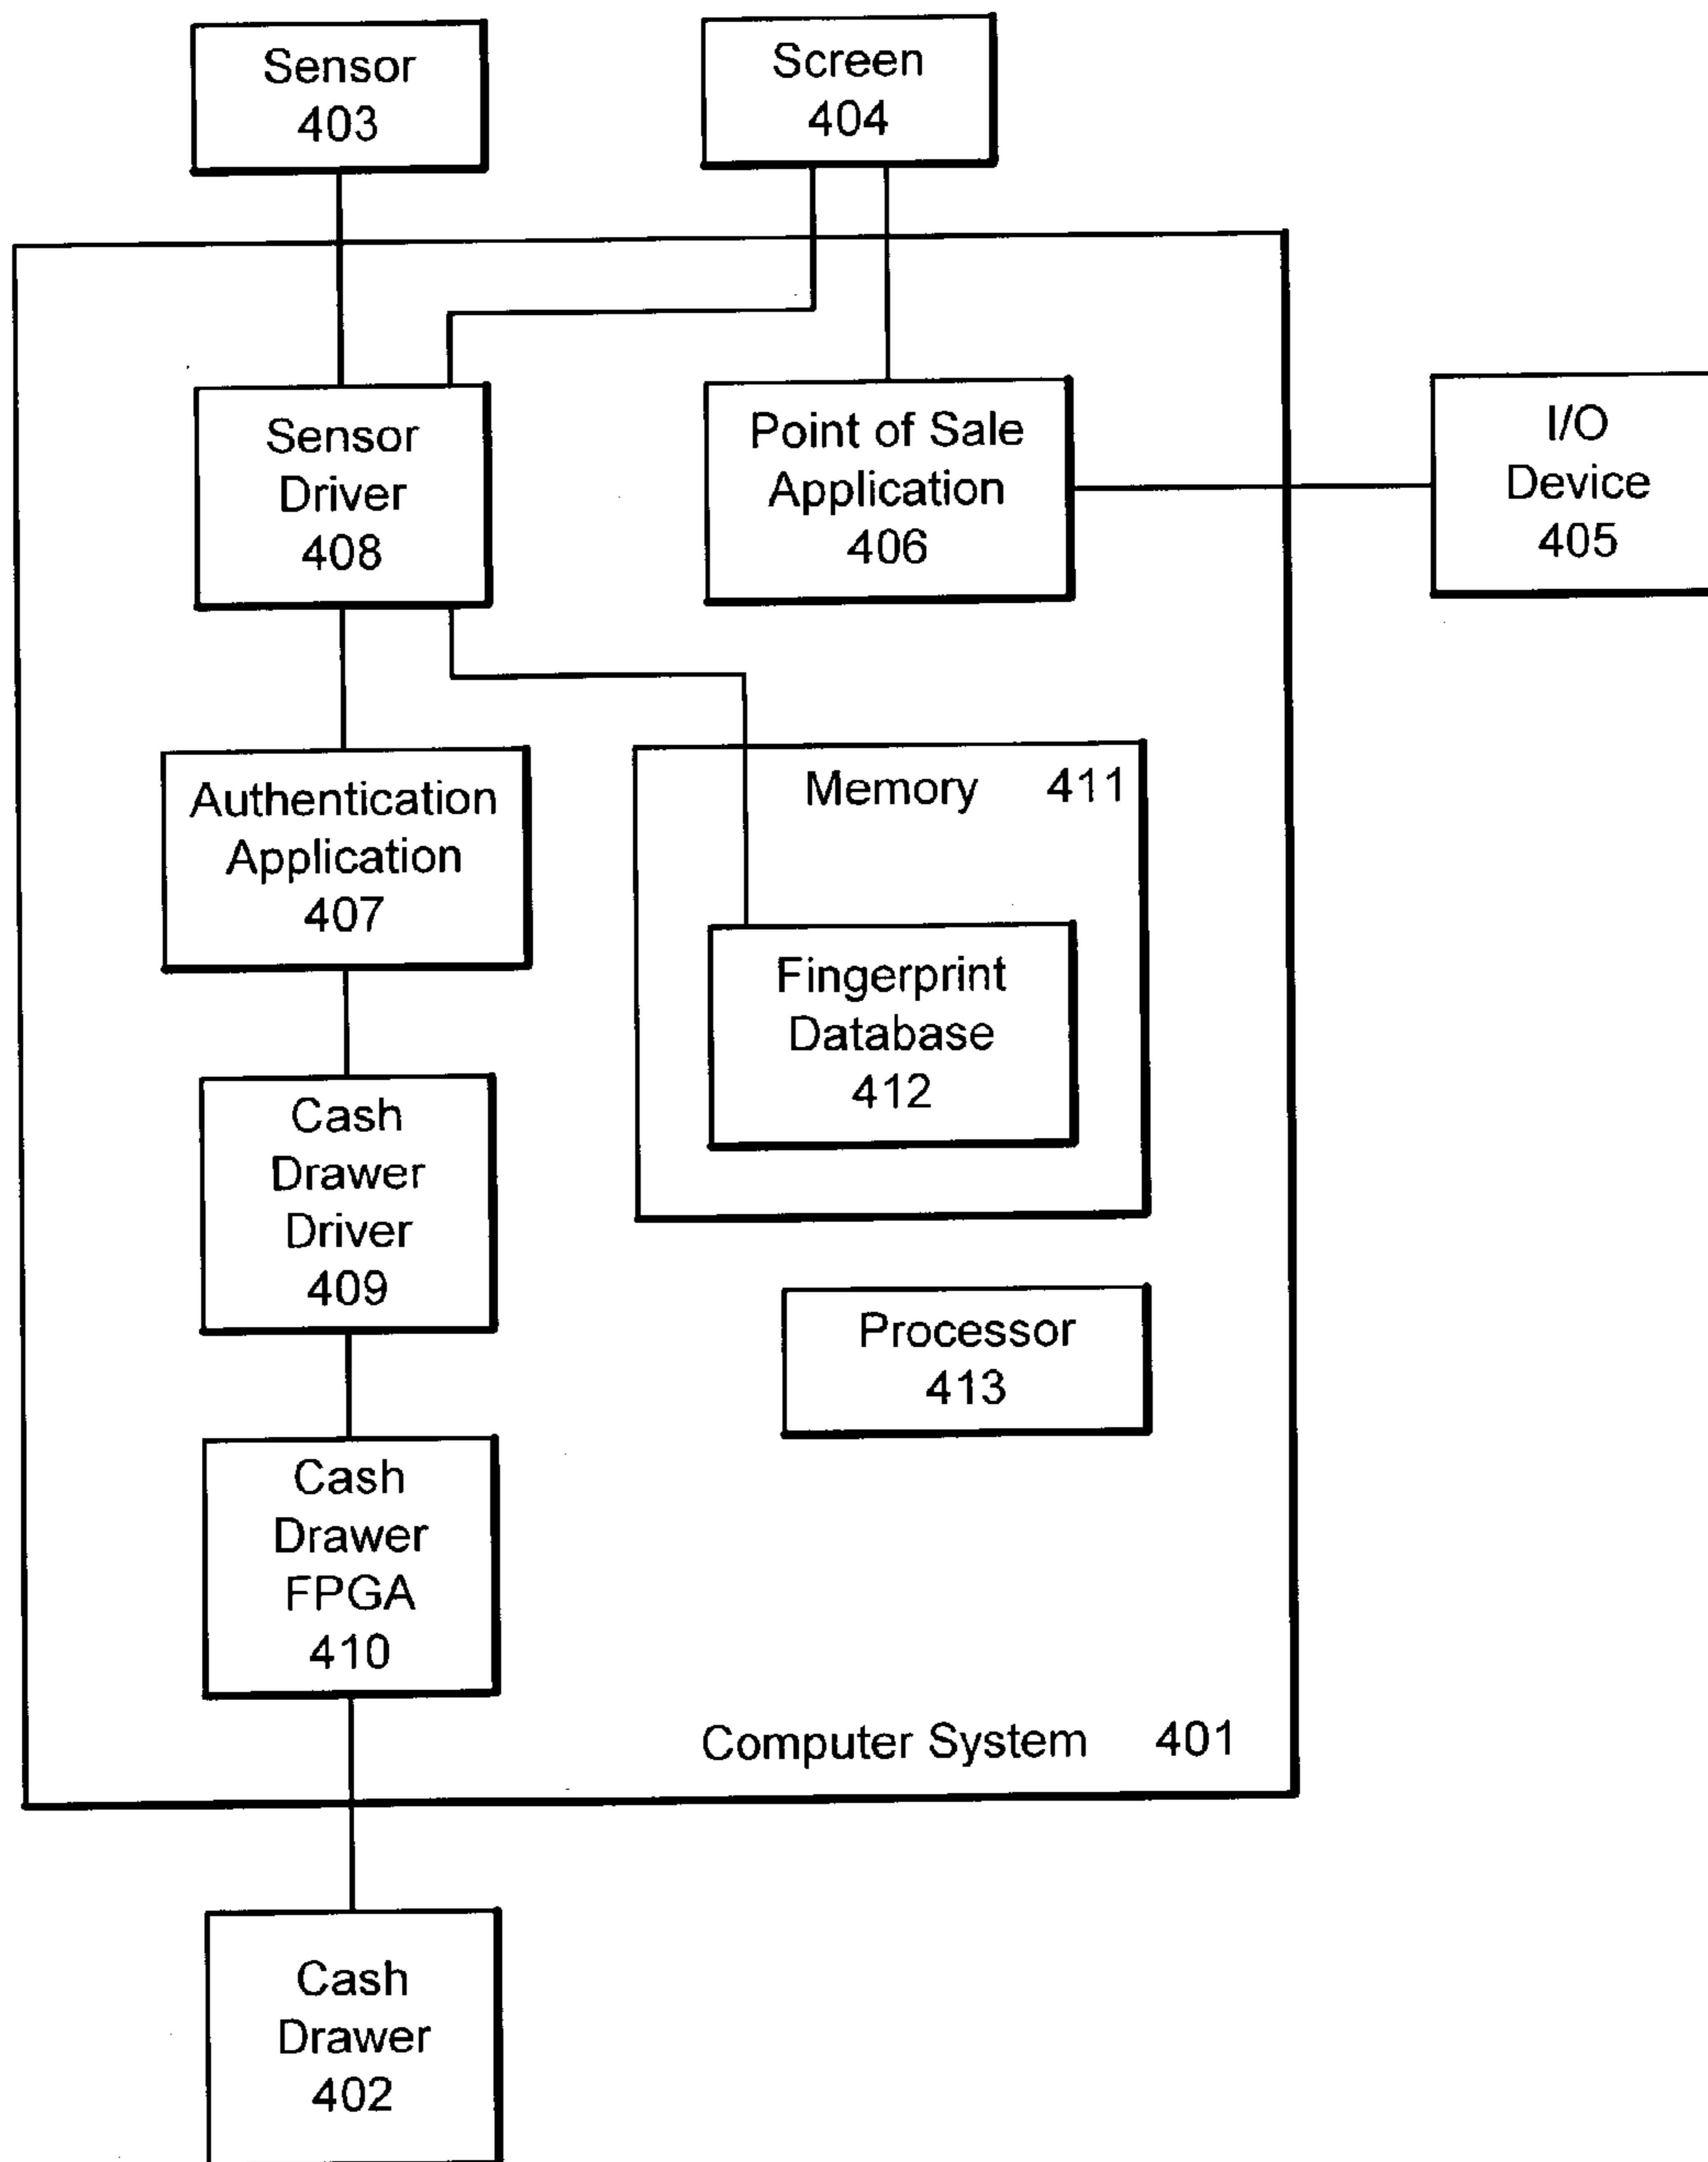 Sensor
403
Screen
404
Sensor
Driver
408
Point of Sale
Application
406
I/O
Device
405
Authentication
Application
407
Memory 411
Fingerprint
Database
412
Cash
Drawer
Driver
409
Processor
413
Cash
Drawer
FPGA
410
Computer System 401
Cash
Drawer
402